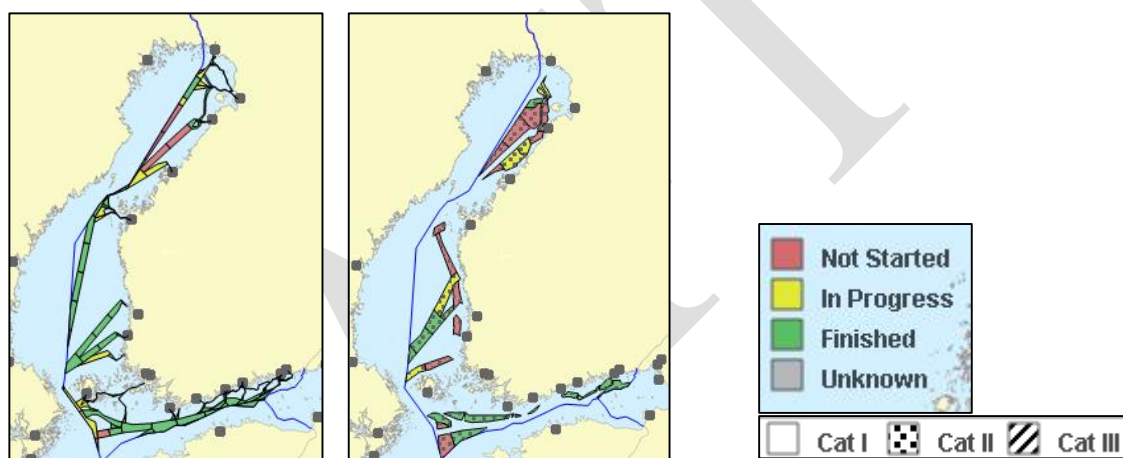 Not Started
In Progress
Finished
Unknown
Cat I Cat II Cat III